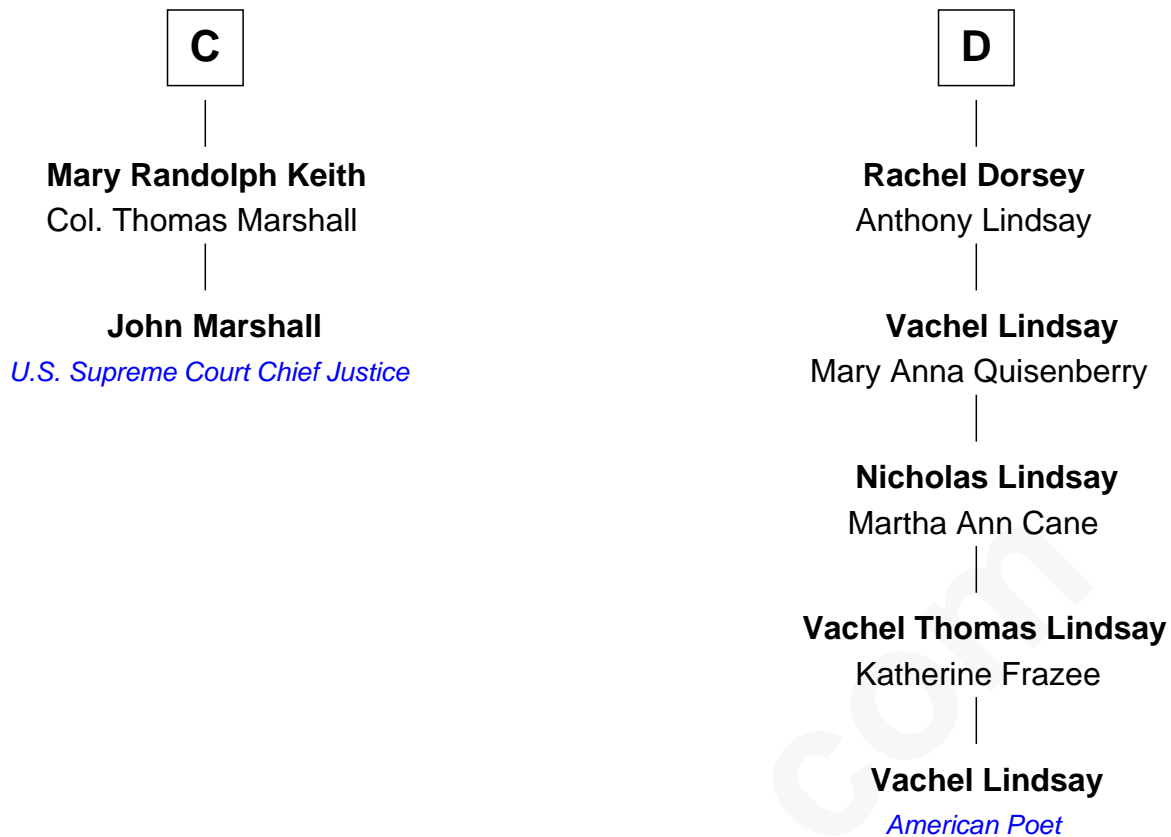 C
Mary Randolph Keith
Col. Thomas Marshall
John Marshall
U.S. Supreme Court Chief Justice
D
Rachel Dorsey
Anthony Lindsay
Vachel Lindsay
Mary Anna Quisenberry
Nicholas Lindsay
Martha Ann Cane
Vachel Thomas Lindsay
Katherine Frazee
Vachel Lindsay
American Poet
com